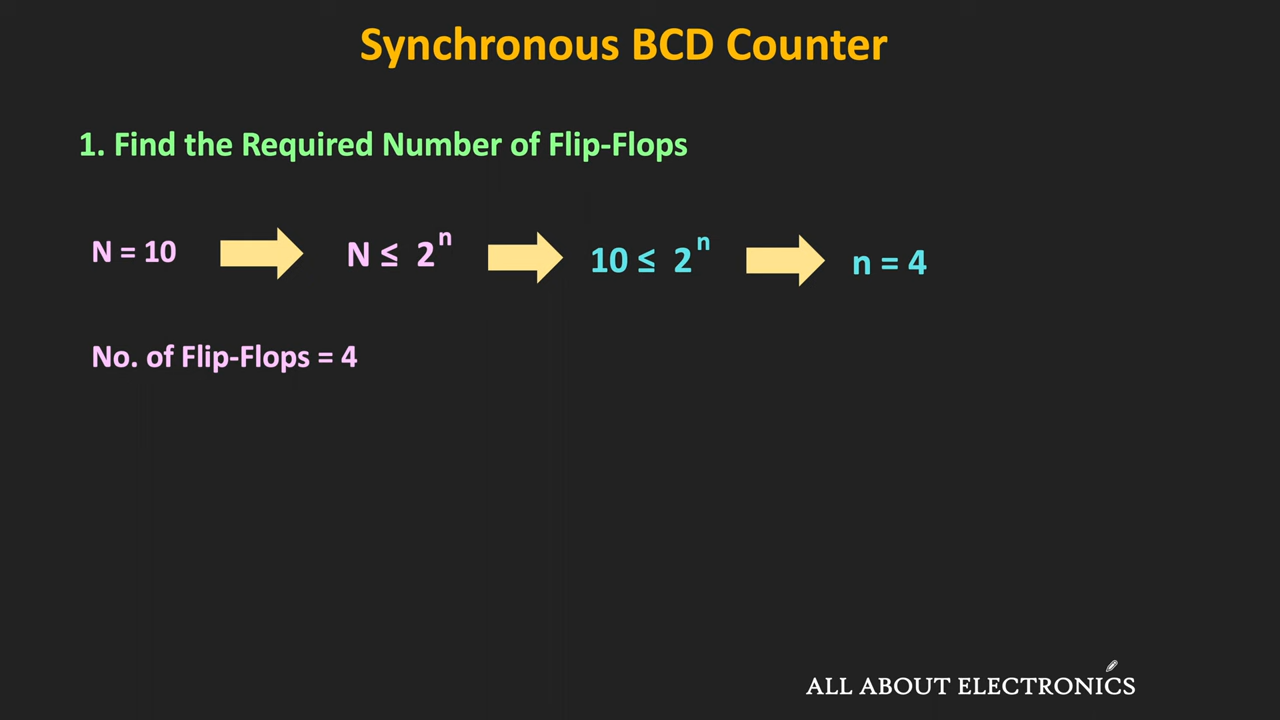 Synchronous BCD Counter
1. Find the Required Number of Flip-Flops
N = 10 N ≤ 2ⁿ 10 ≤ 2ⁿ n = 4
No. of Flip-Flops = 4
ALL ABOUT ELECTRONICS